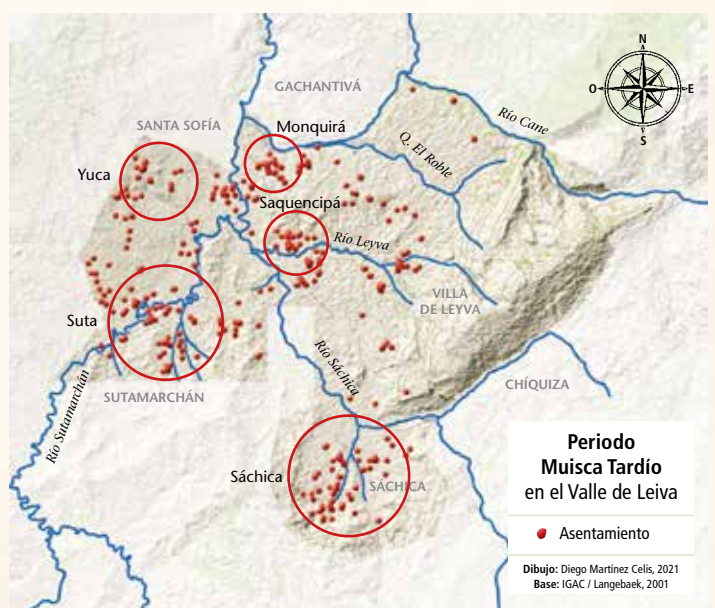 GACHANTIVÁ
N
O
E
S
Río Cane
SANTA SOFÍA
Monquirá
Q. El Roble
Yuca
Saquencipá
Río Leyva
VILLA
DE LEYVA
Suta
Río Sáchica
CHÍQUIZA
SUTAMARCHÁN
Río Sutamarchán
Sáchica
SÁCHICA
Periodo
Muisca Tardío
en el Valle de Leiva
Asentamiento
Dibujo: Diego Martínez Celis, 2021
Base: IGAC / Langebaek, 2001